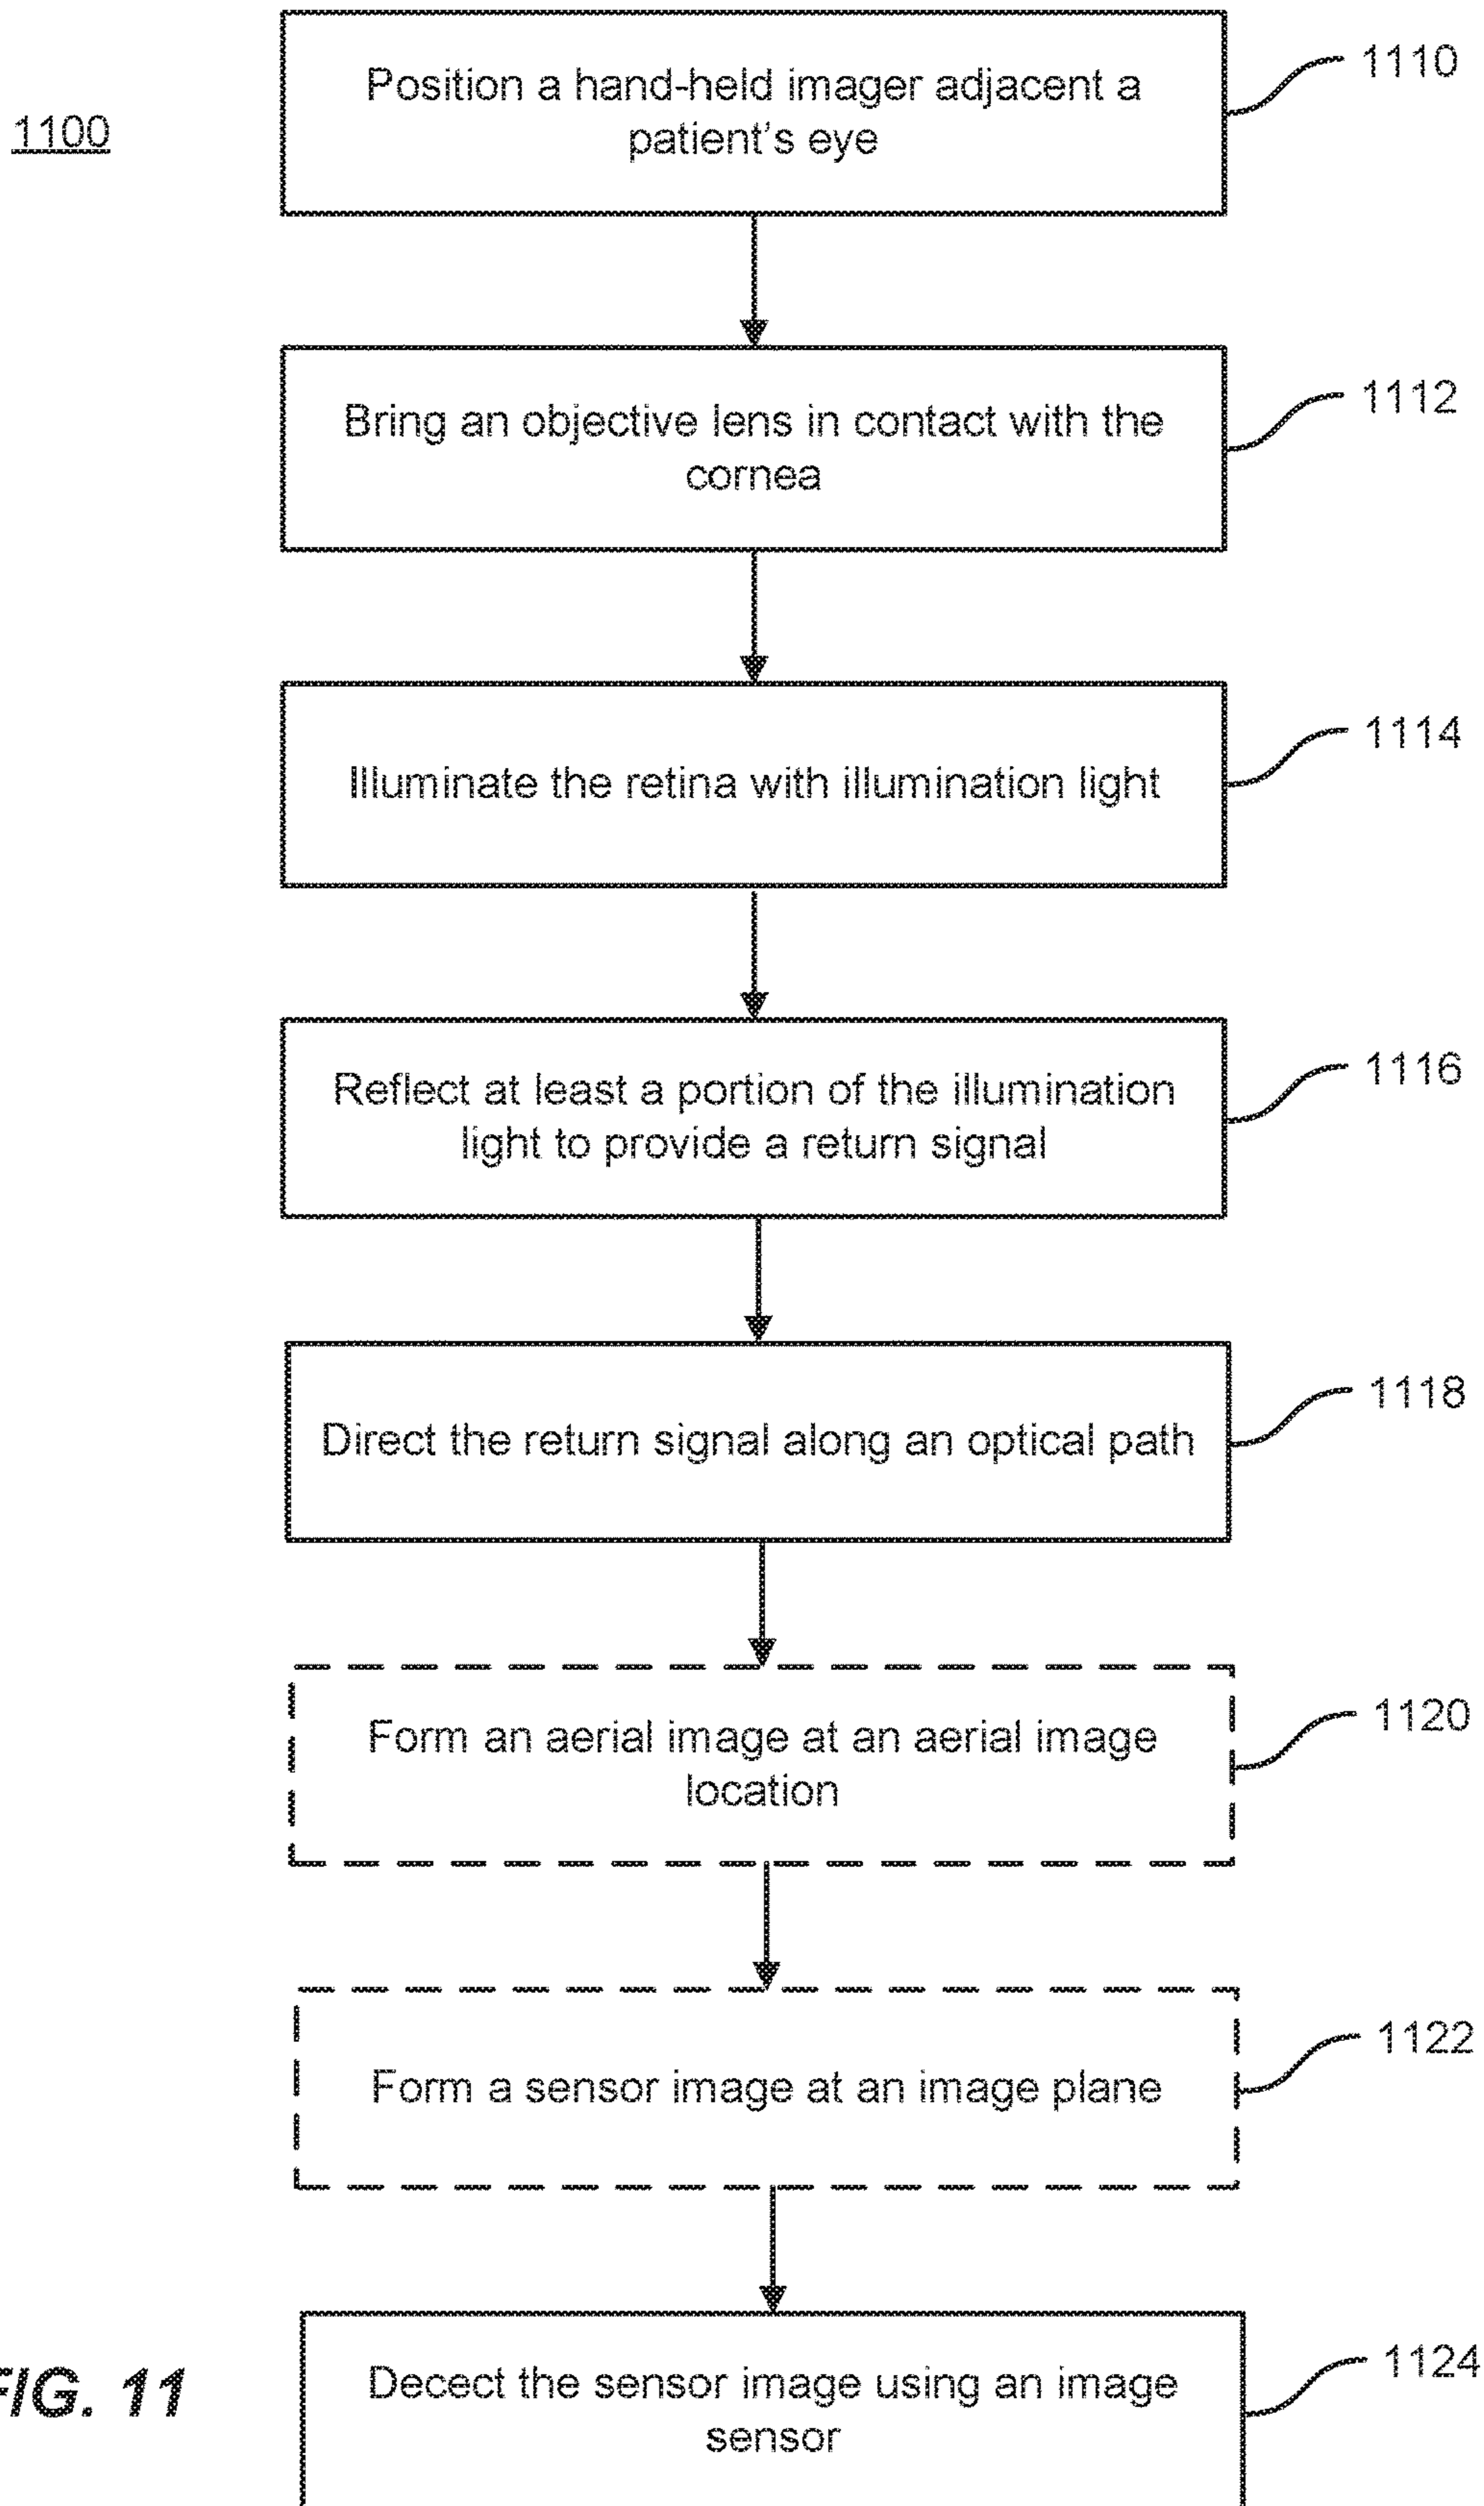 1100
Position a hand-held imager adjacent a
patient's eye
1110
Bring an objective lens in contact with the
cornea
1112
Illuminate the retina with illumination light
1114
Reflect at least a portion of the illumination
light to provide a return signal
1116
Direct the return signal along an optical path
1118
Form an aerial image at an aerial image
location
1120
Form a sensor image at an image plane
1122
Decect the sensor image using an image
sensor
1124
FIG. 11